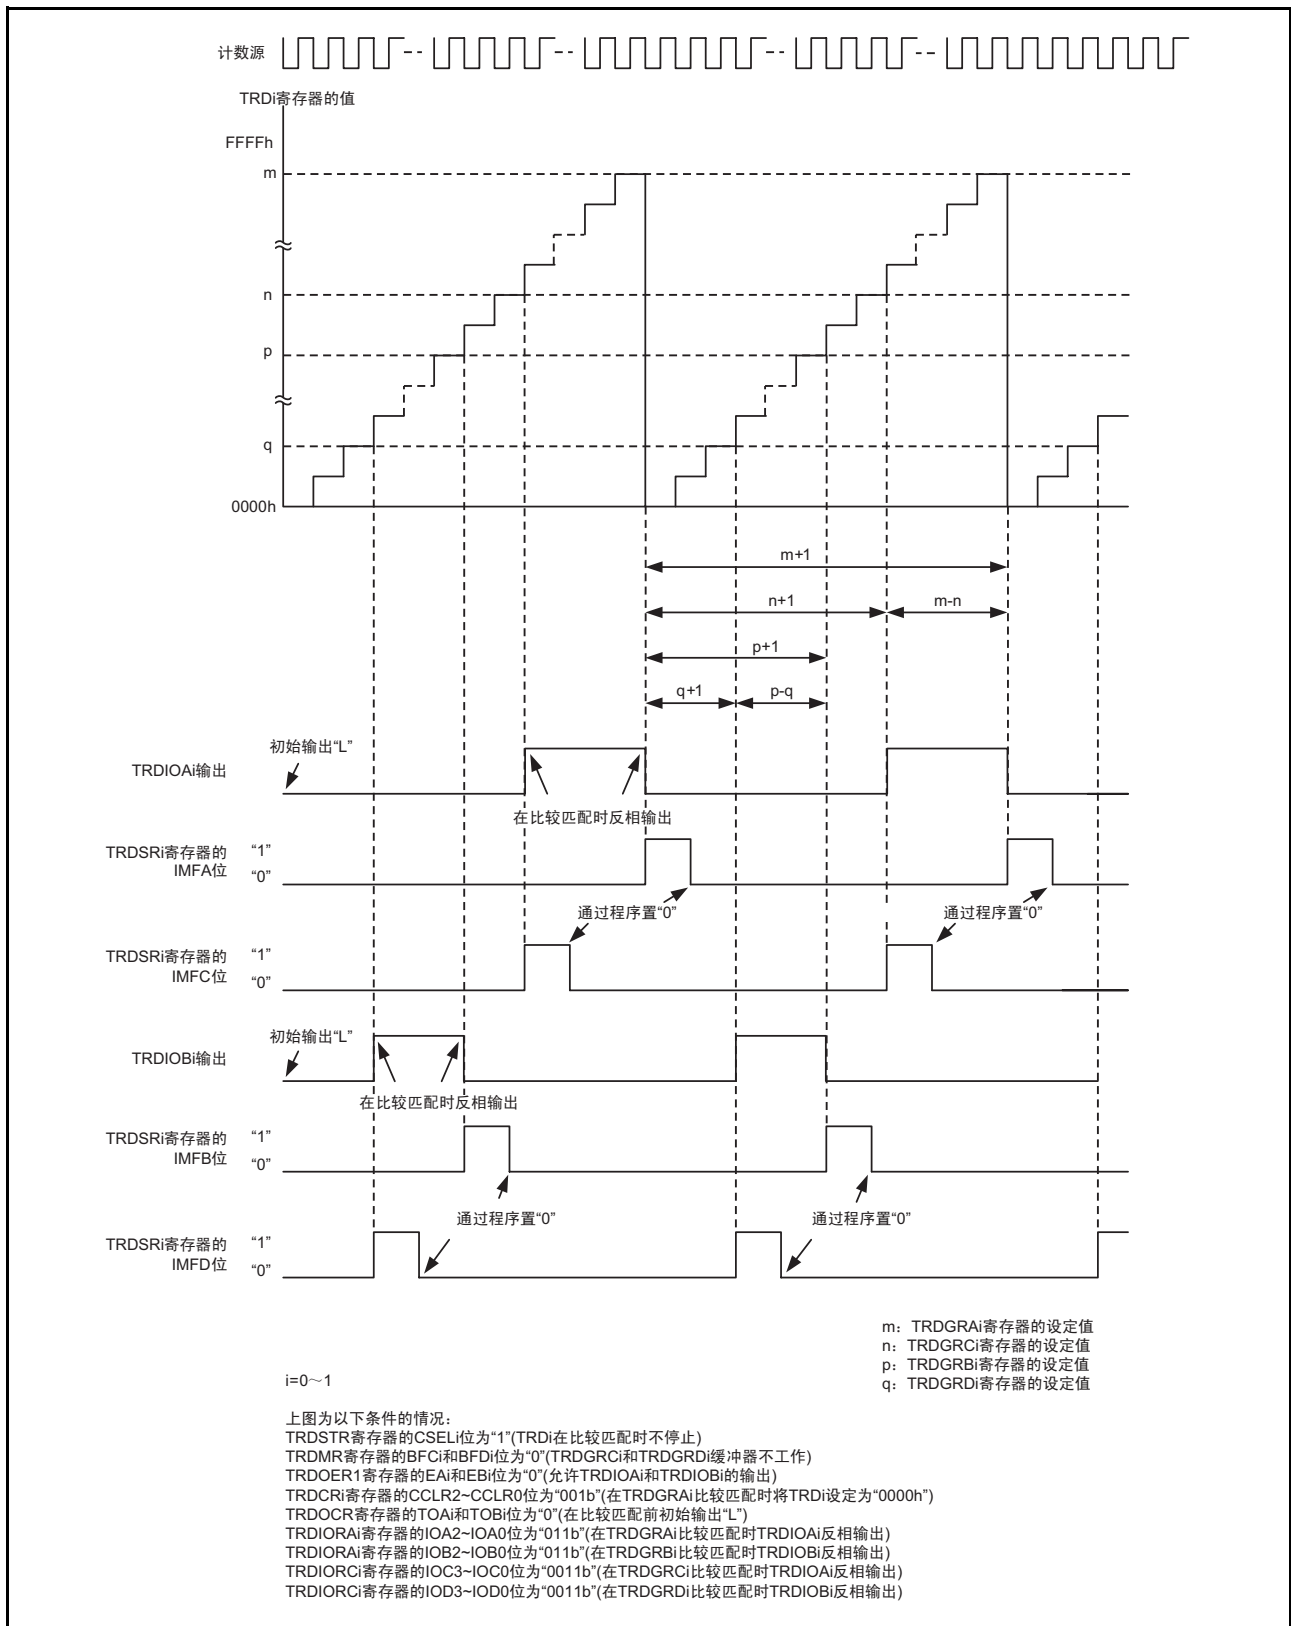 计数源
TRDi寄存器的值
FFFFh
m
n
p
q
0000h
m+1
n+1
m-n
p+1
q+1
p-q
初始输出“L”
TRDIOAi输出
在比较匹配时反相输出
TRDSRi寄存器的
IMFA位
“1”
“0”
通过程序置“0”
通过程序置“0”
TRDSRi寄存器的
IMFC位
“1”
“0”
初始输出“L”
TRDIOBi输出
在比较匹配时反相输出
TRDSRi寄存器的
IMFB位
“1”
“0”
通过程序置“0”
通过程序置“0”
TRDSRi寄存器的
IMFD位
“1”
“0”
m：TRDGRAi寄存器的设定值
n：TRDGRCi寄存器的设定值
p：TRDGRBi寄存器的设定值
q：TRDGRDi寄存器的设定值
i=0～1
上图为以下条件的情况：
TRDSTR寄存器的CSELi位为“1”(TRDi在比较匹配时不停止)
TRDMR寄存器的BFCi和BFDi位为“0”(TRDGRCi和TRDGRDi缓冲器不工作)
TRDOER1寄存器的EAi和EBi位为“0”(允许TRDIOAi和TRDIOBi的输出)
TRDCRi寄存器的CCLR2~CCLR0位为“001b”(在TRDGRAi比较匹配时将TRDi设定为“0000h”)
TRDOCR寄存器的TOAi和TOBi位为“0”(在比较匹配前初始输出“L”)
TRDIORAi寄存器的IOA2~IOA0位为“011b”(在TRDGRAi比较匹配时TRDIOAi反相输出)
TRDIORAi寄存器的IOB2~IOB0位为“011b”(在TRDGRBi比较匹配时TRDIOBi反相输出)
TRDIORCi寄存器的IOC3~IOC0位为“0011b”(在TRDGRCi比较匹配时TRDIOAi反相输出)
TRDIORCi寄存器的IOD3~IOD0位为“0011b”(在TRDGRDi比较匹配时TRDIOBi反相输出)